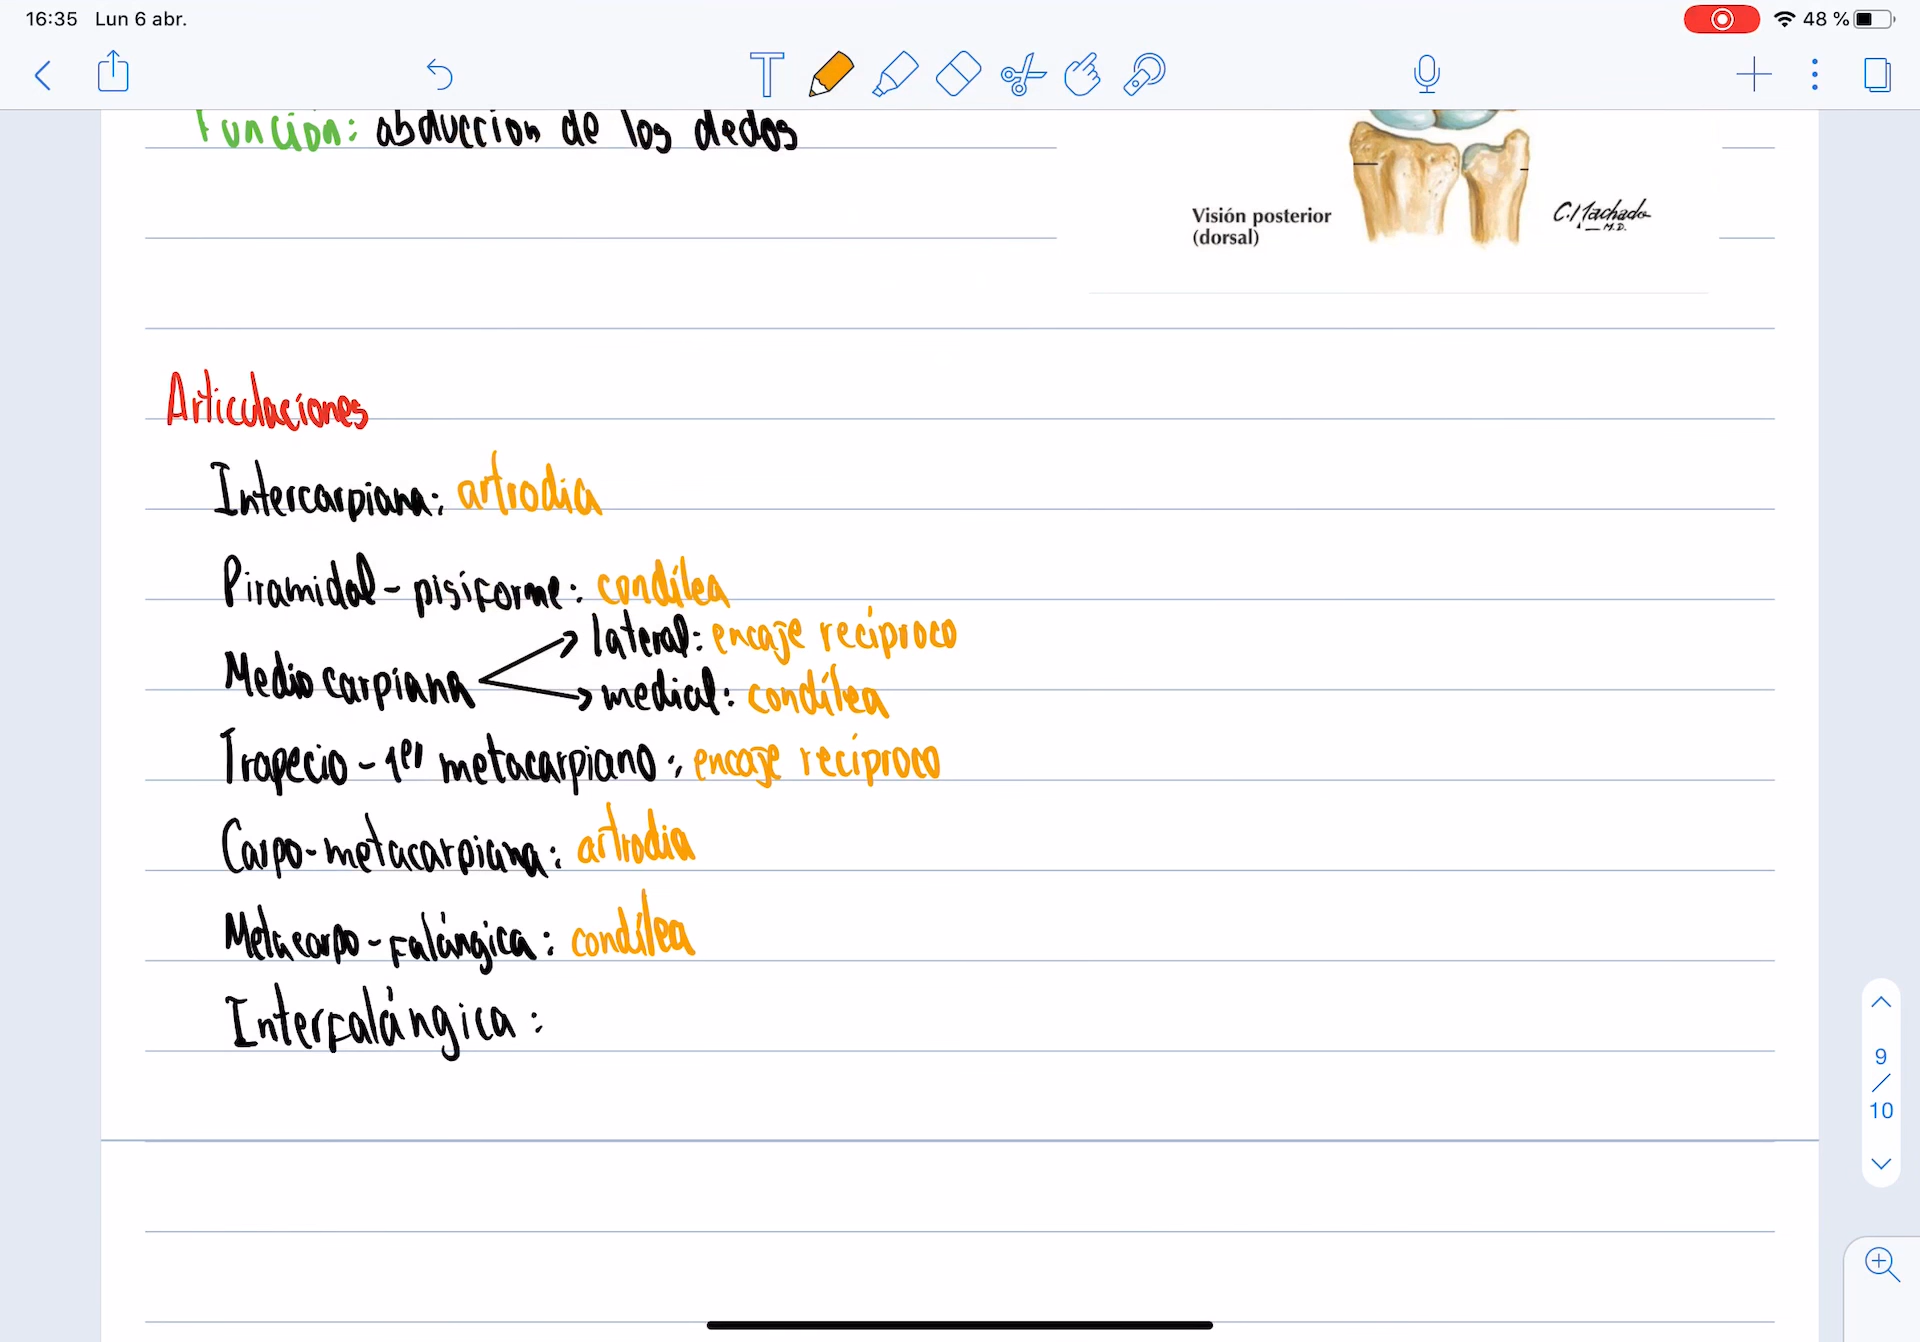 16:35 Lun 6 abr. 48 %
Función: abducción de los dedos
Visión posterior
(dorsal)
C. Machado
M.D.
Articulaciones
Intercarpiana: artrodia
Piramidal - pisiforme: condílea
lateral: encaje recíproco
Medio carpiana
medial: condílea
Trapecio - 1er metacarpiano: encaje recíproco
Carpo-metacarpiana: artrodia
Metacarpo - falángica: condílea
Interfalángica:
9
/
10